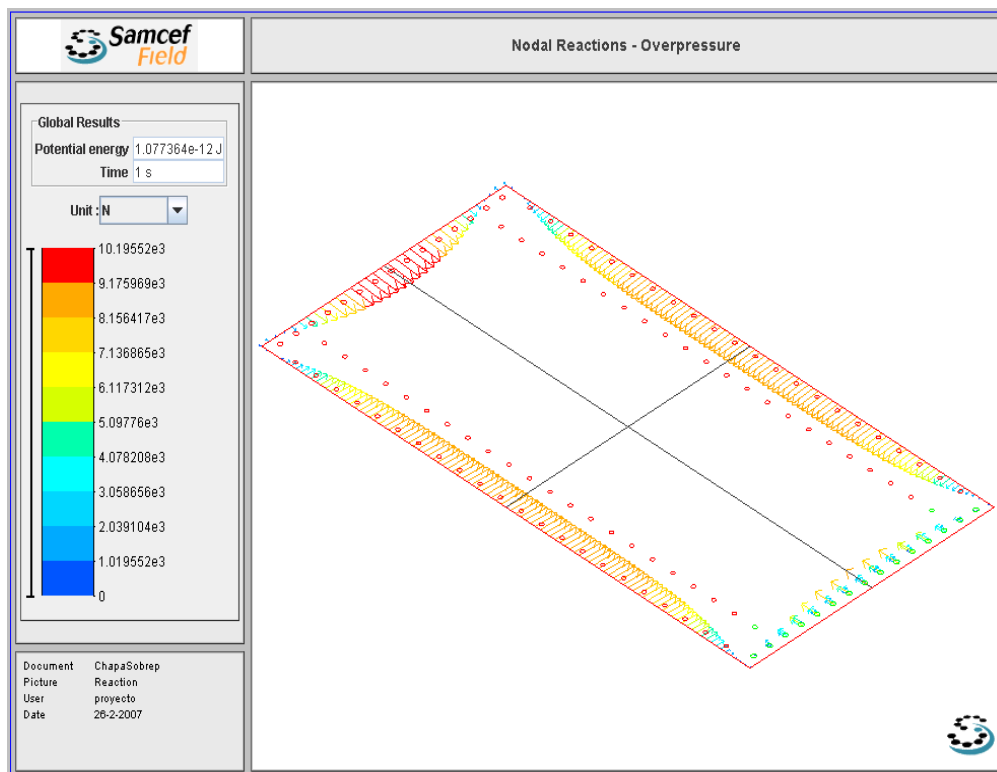 Samcef
Field
Nodal Reactions - Overpressure
Global Results
Potential energy 1.077364e-12 J
Time 1 s
Unit : N
10.19552e3
9.175969e3
8.156417e3
7.136865e3
6.117312e3
5.09776e3
4.078208e3
3.058656e3
2.039104e3
1.019552e3
0
Document ChapaSobrep
Picture Reaction
User proyecto
Date 26-2-2007